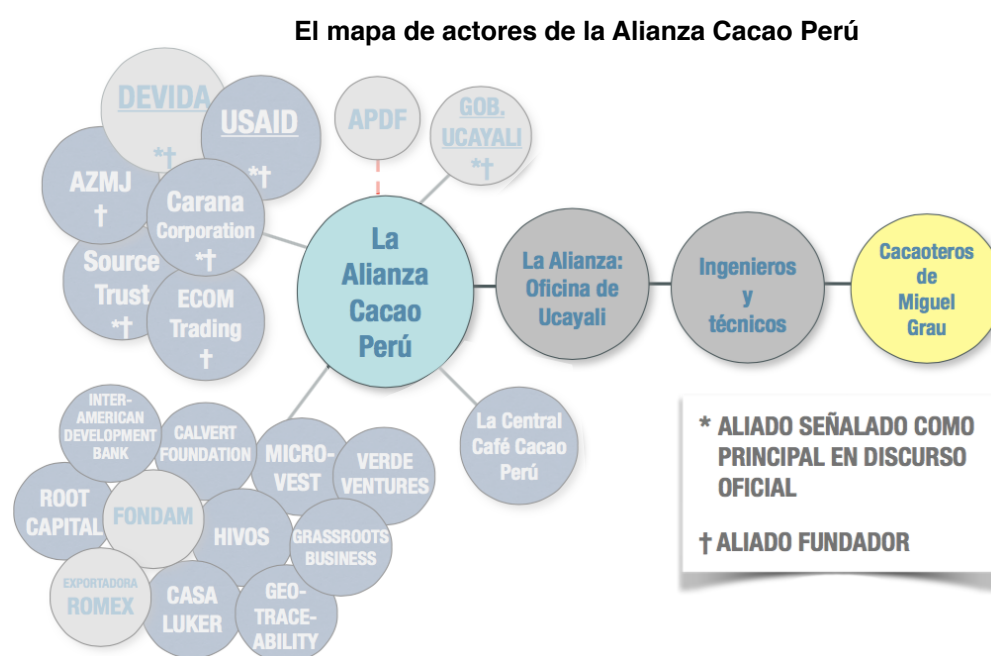 El mapa de actores de la Alianza Cacao Perú
DEVIDA
*†
USAID
*†
AZMJ
†
Carana
Corporation
*†
Source
Trust
*†
ECOM
Trading
†
APDF
GOB.
UCAYALI
*†
La
Alianza
Cacao
Perú
La Alianza:
Oficina de
Ucayali
Ingenieros
y
técnicos
Cacaoteros
de
Miguel
Grau
INTER-
AMERICAN
DEVELOPMENT
BANK
CALVERT
FOUNDATION
MICRO-
VEST
VERDE
VENTURES
ROOT
CAPITAL
FONDAM
HIVOS
GRASSROOTS
BUSINESS
EXPORTADORA
ROMEX
CASA
LUKER
GEO-
TRACE-
ABILITY
La Central
Café Cacao
Perú
* ALIADO SEÑALADO COMO
PRINCIPAL EN DISCURSO
OFICIAL
† ALIADO FUNDADOR